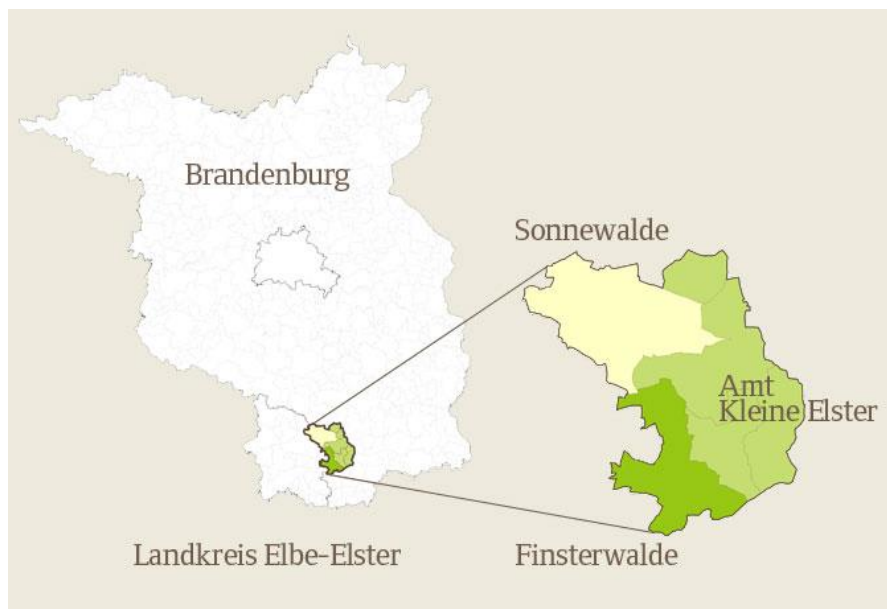 Brandenburg
Sonnewalde
Amt
Kleine Elster
Landkreis Elbe-Elster
Finsterwalde